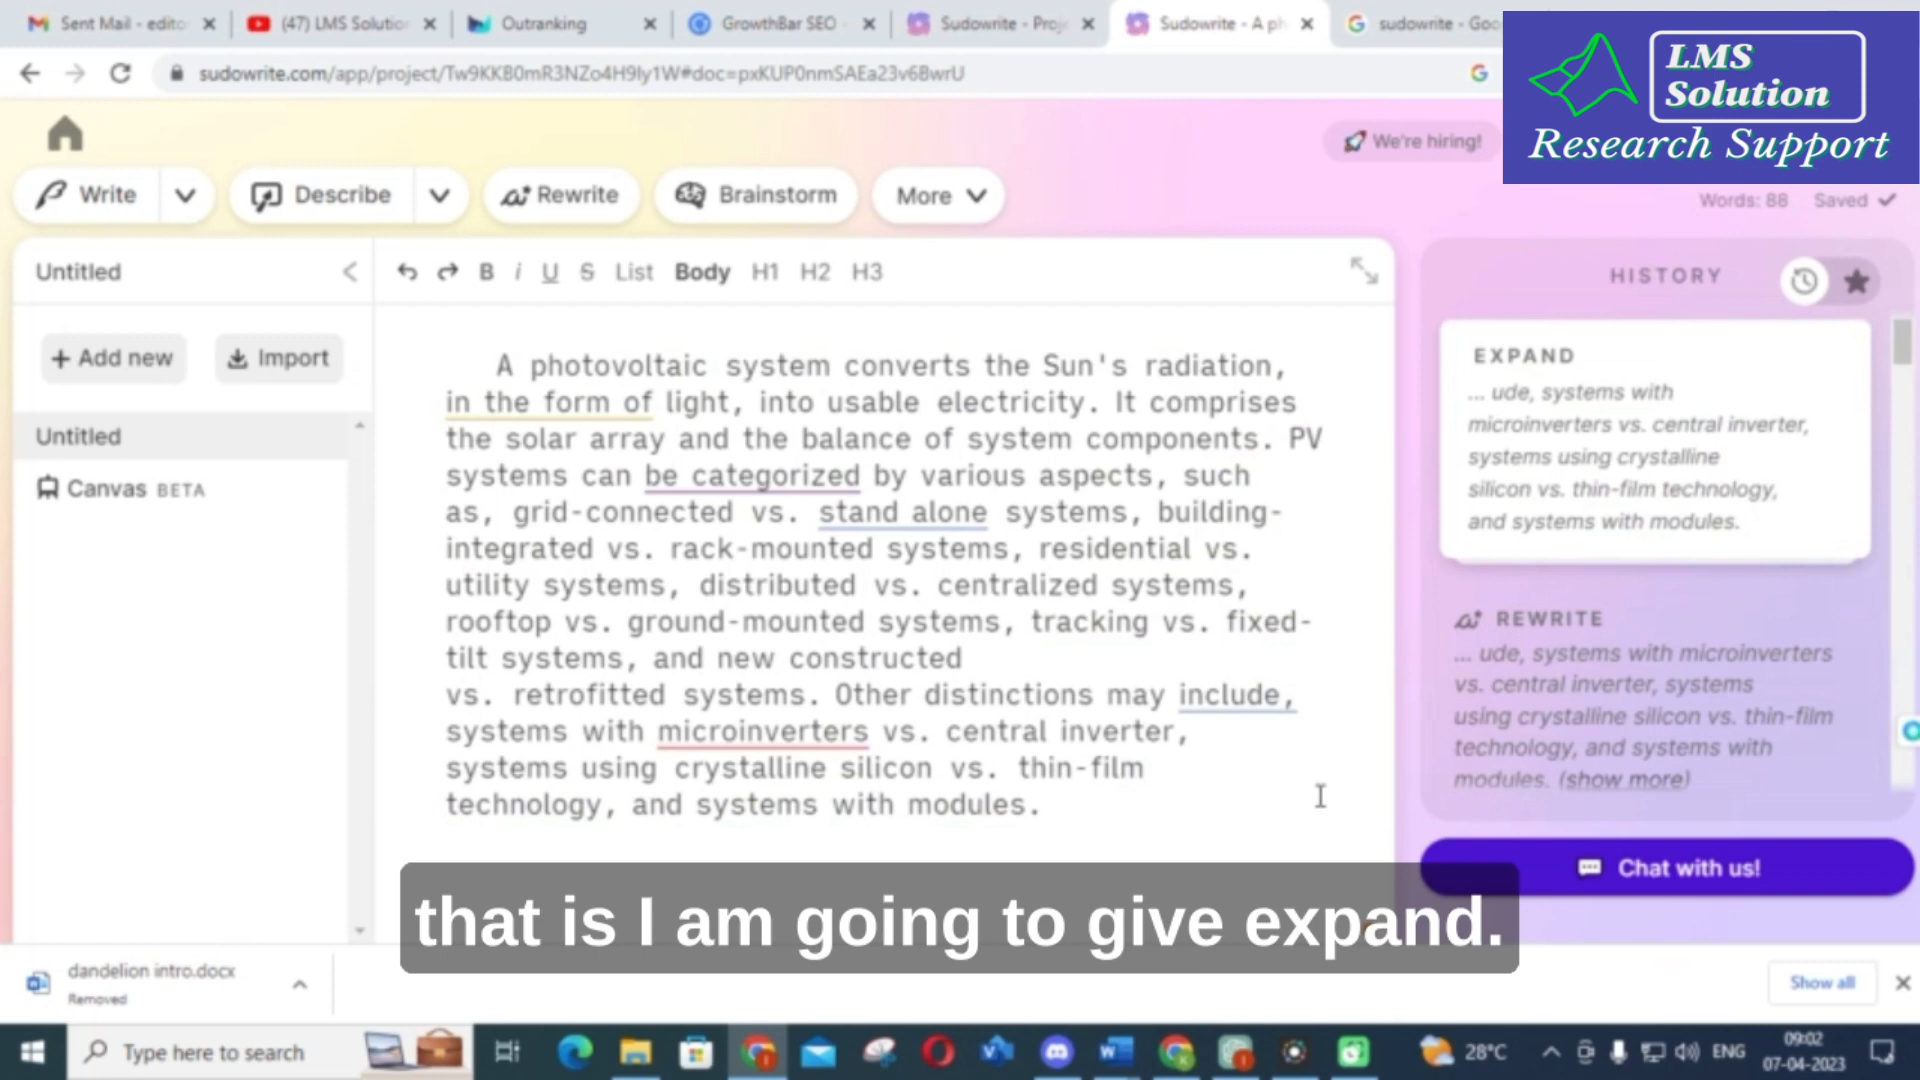 Sent Mail - edito
(47) LMS Solution
Outranking
GrowthBar SEO -
Sudowrite - Proj
Sudowrite - A ph
sudowrite - Goo
LMS
Solution
Research Support
sudowrite.com/app/project/Tw9KKB0mR3NZo4H9Iy1W#doc=pxKUP0nmSAEa23v6BwrU
We're hiring!
Write
Describe
Rewrite
Brainstorm
More
Words: 88 Saved
Untitled
B i U S List Body H1 H2 H3
HISTORY
+ Add new
Import
Untitled
Canvas BETA
A photovoltaic system converts the Sun's radiation,
in the form of light, into usable electricity. It comprises
the solar array and the balance of system components. PV
systems can be categorized by various aspects, such
as, grid-connected vs. stand alone systems, building-
integrated vs. rack-mounted systems, residential vs.
utility systems, distributed vs. centralized systems,
rooftop vs. ground-mounted systems, tracking vs. fixed-
tilt systems, and new constructed
vs. retrofitted systems. Other distinctions may include,
systems with microinverters vs. central inverter,
systems using crystalline silicon vs. thin-film
technology, and systems with modules.
EXPAND
... ude, systems with
microinverters vs. central inverter,
systems using crystalline
silicon vs. thin-film technology,
and systems with modules.
REWRITE
... ude, systems with microinverters
vs. central inverter, systems
using crystalline silicon vs. thin-film
technology, and systems with
modules. (show more)
Chat with us!
that is I am going to give expand.
dandelion intro.docx
Removed
Show all
Type here to search
28°C
ENG
09:02
07-04-2023